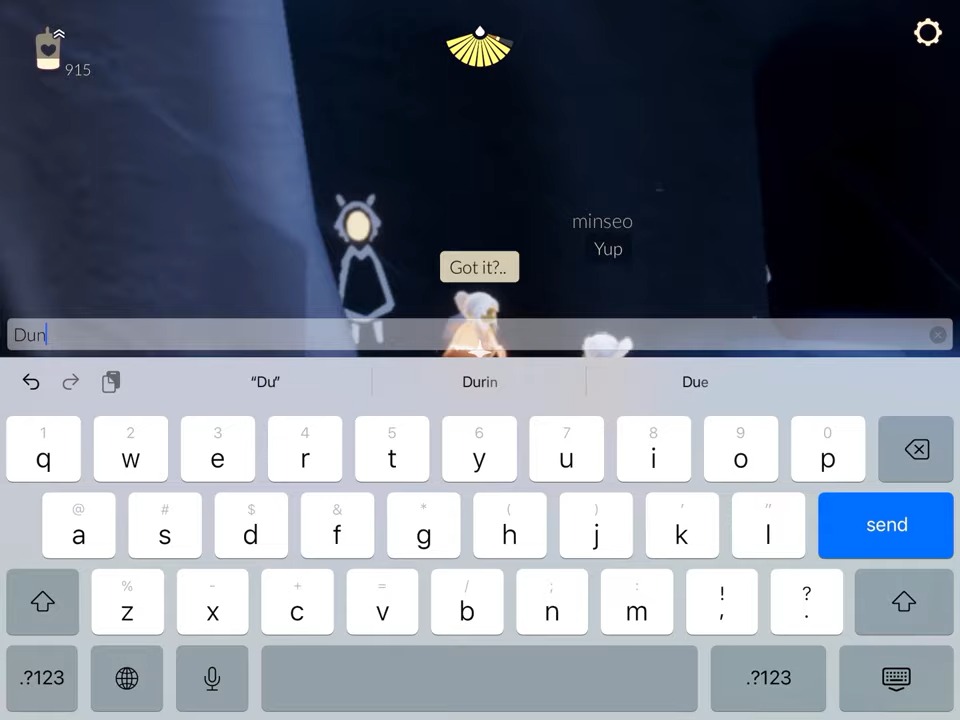 915
minseo
Yup
Got it?..
Dun
“Du” Durin Due
1 2 3 4 5 6 7 8 9 0
q w e r t y u i o p
@ # $ & * ( ) ' "
a s d f g h j k l send
% - + = / ; : ! ?
z x c v b n m , .
.?123 .?123